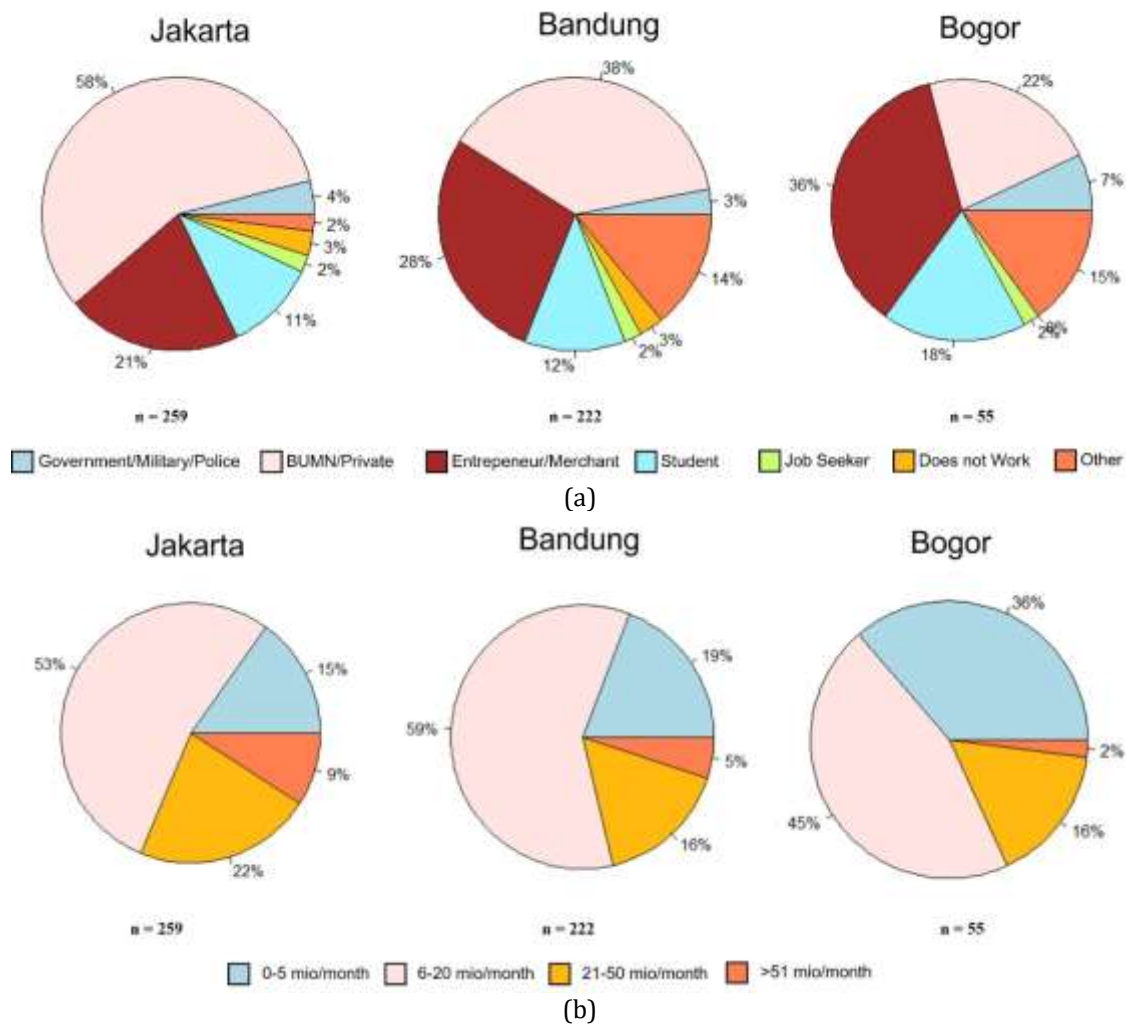 (a)
Jakarta Bandung Bogor
58% 4% 2% 3% 2% 11% 21%
38% 3% 14% 3% 2% 12% 28%
22% 7% 15% 2% 18% 36%
n = 259 n = 222 n = 55
Government/Military/Police BUMN/Private Entrepeneur/Merchant Student Job Seeker Does not Work Other
(a)
Jakarta Bandung Bogor
53% 15% 9% 22%
59% 19% 5% 16%
36% 2% 16% 45%
n = 259 n = 222 n = 55
0-5 mio/month 6-20 mio/month 21-50 mio/month >51 mio/month
(b)